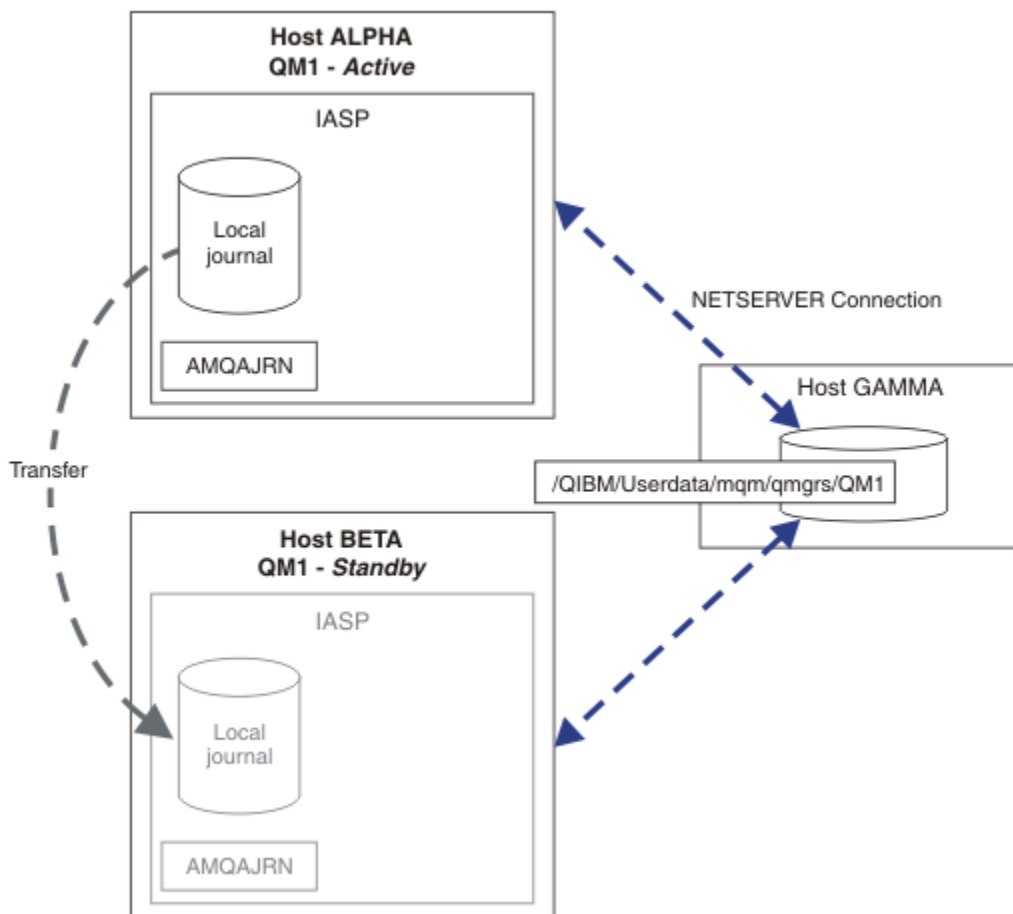 Host ALPHA
QM1 - Active
IASP
Local
journal
AMQAJRN
NETSERVER Connection
Host GAMMA
/QIBM/Userdata/mqm/qmgrs/QM1
Transfer
Host BETA
QM1 - Standby
IASP
Local
journal
AMQAJRN